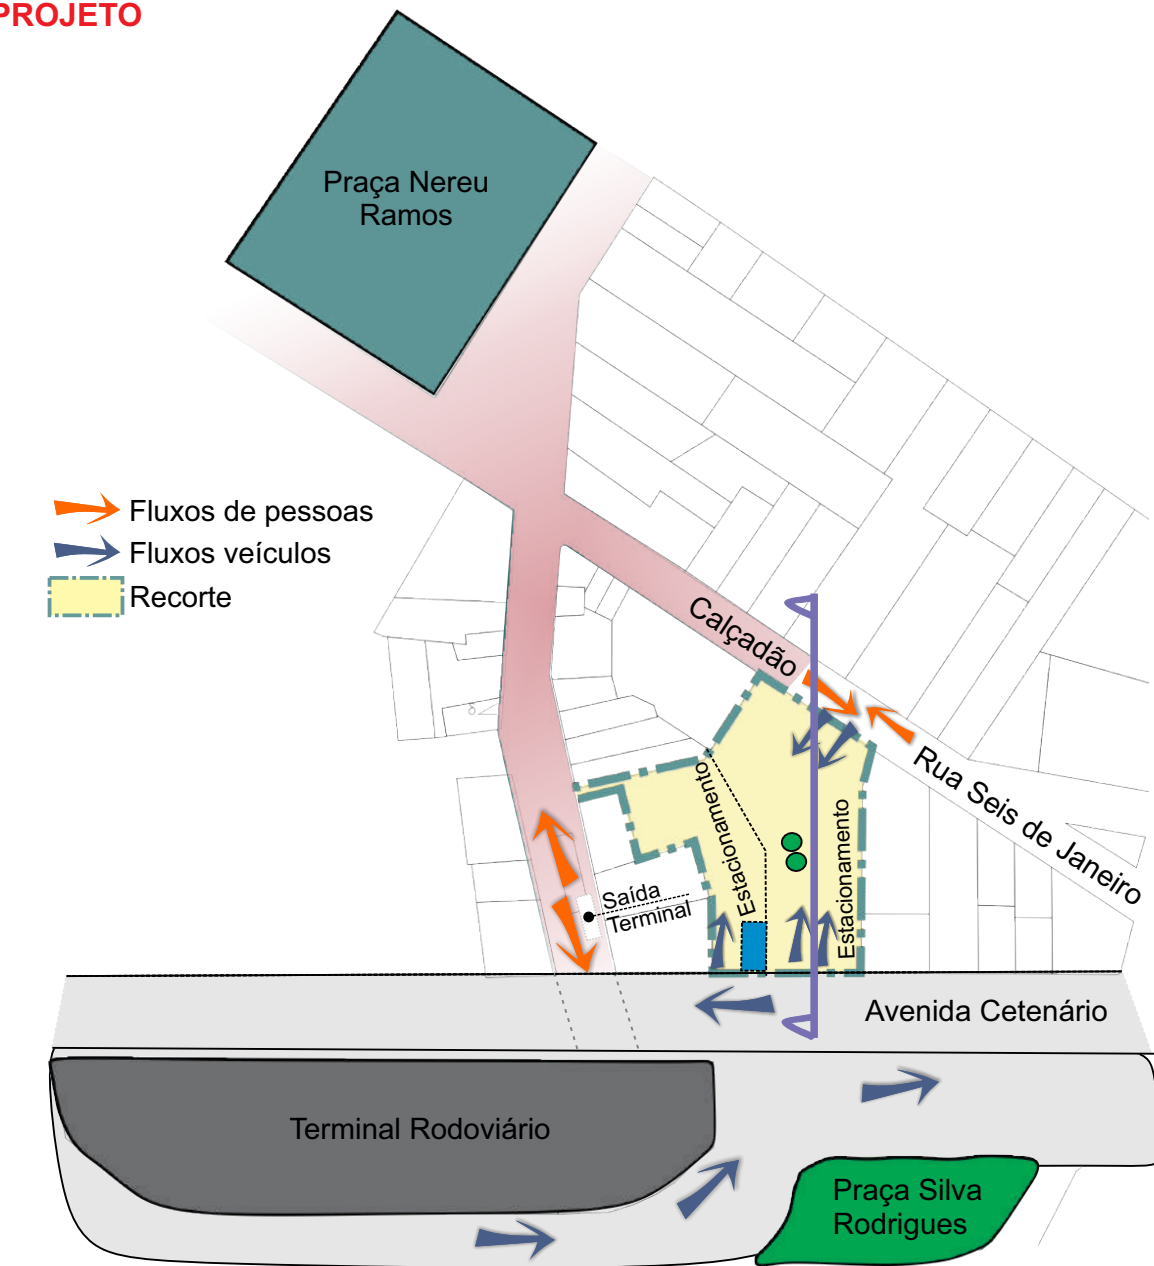 PROJETO
Praça Nereu
Ramos
Fluxos de pessoas
Fluxos veículos
Recorte
Calçadão
Rua Seis de Janeiro
Estacionamento
Estacionamento
Saída
Terminal
Avenida Cetenário
Terminal Rodoviário
Praça Silva
Rodrigues